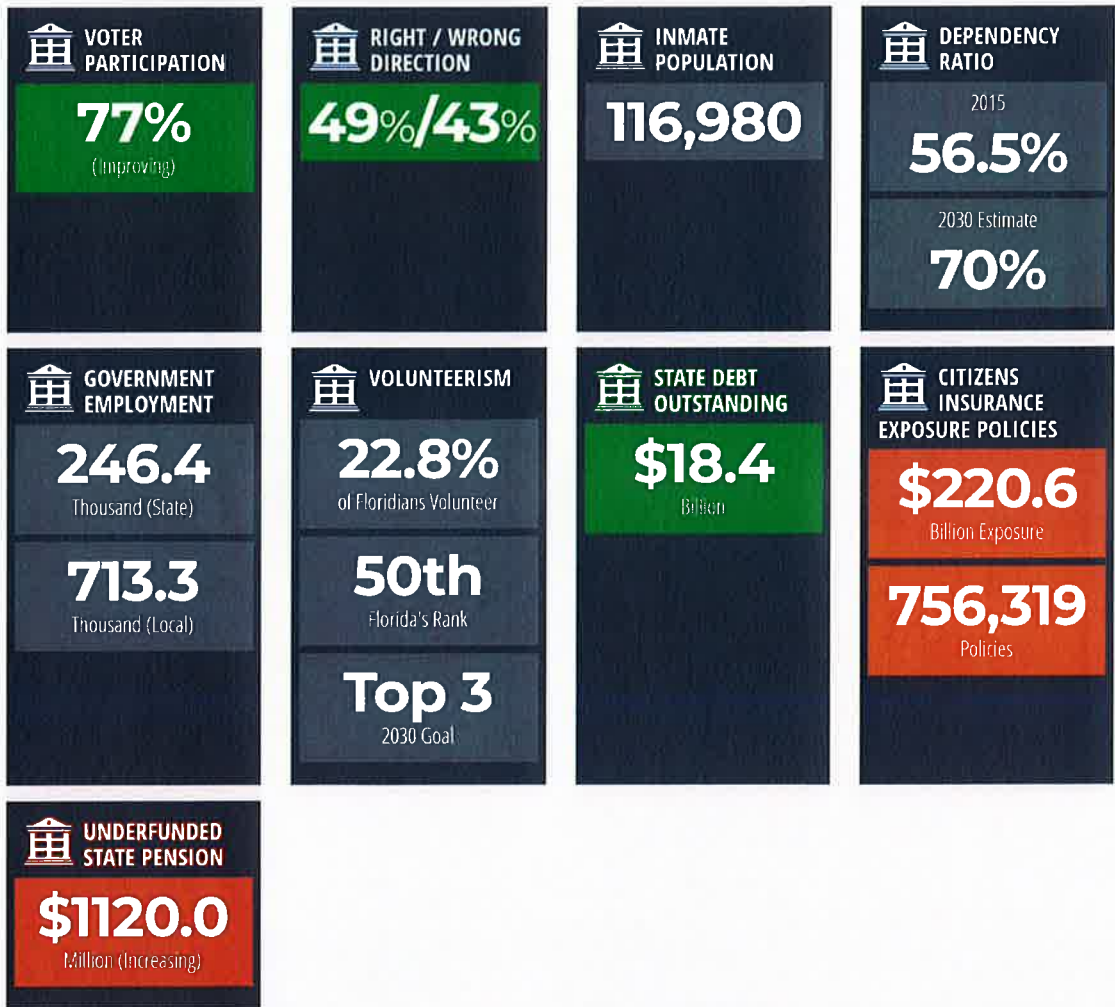 VOTER
PARTICIPATION
77%
(Improving)
RIGHT / WRONG
DIRECTION
49%/43%
INMATE
POPULATION
116,980
DEPENDENCY
RATIO
2015
56.5%
2030 Estimate
70%
GOVERNMENT
EMPLOYMENT
246.4
Thousand (State)
713.3
Thousand (Local)
VOLUNTEERISM
22.8%
of Floridians Volunteer
50th
Florida's Rank
Top 3
2030 Goal
STATE DEBT
OUTSTANDING
$18.4
Billion
CITIZENS
INSURANCE
EXPOSURE POLICIES
$220.6
Billion Exposure
756,319
Policies
UNDERFUNDED
STATE PENSION
$1120.0
Million (Increasing)